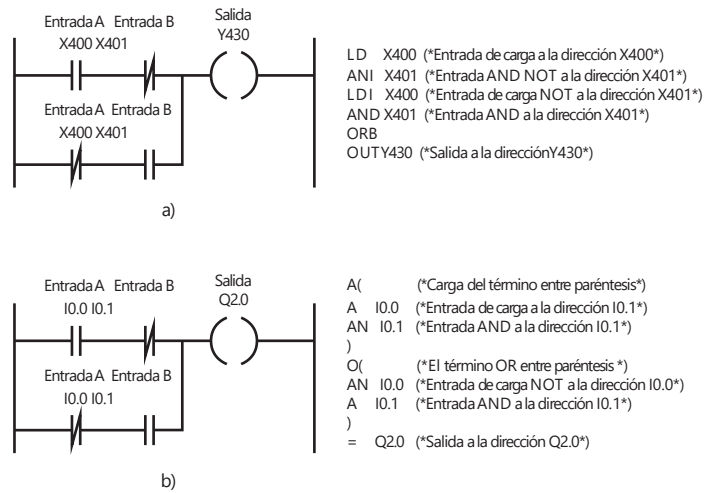 Entrada A Entrada B
X400 X401
Salida
Y430
Entrada A Entrada B
X400 X401
a)
LD X400 (*Entrada de carga a la dirección X400*)
ANI X401 (*Entrada AND NOT a la dirección X401*)
LDI X400 (*Entrada de carga NOT a la dirección X401*)
AND X401 (*Entrada AND a la dirección X401*)
ORB
OUT Y430 (*Salida a la dirección Y430*)
Entrada A Entrada B
I0.0 I0.1
Salida
Q2.0
Entrada A Entrada B
I0.0 I0.1
b)
A( (*Carga del término entre paréntesis*)
A I0.0 (*Entrada de carga a la dirección I0.1*)
AN I0.1 (*Entrada AND a la dirección I0.1*)
)
O( (*El término OR entre paréntesis *)
AN I0.0 (*Entrada de carga NOT a la dirección I0.0*)
A I0.1 (*Entrada AND a la dirección I0.1*)
)
= Q2.0 (*Salida a la dirección Q2.0*)